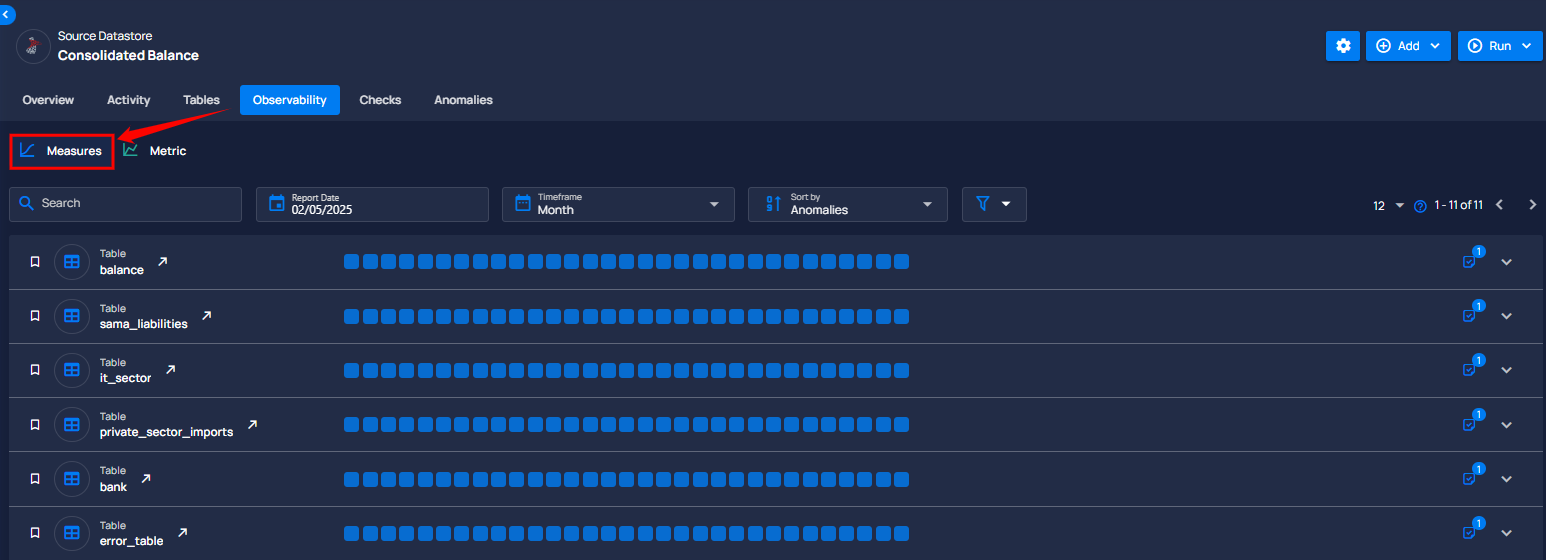 Source Datastore
Consolidated Balance
Add
Run
Overview Activity Tables Observability Checks Anomalies
Measures Metric
Search
Report Date
02/05/2025
Timeframe
Month
Sort by
Anomalies
12
1 - 11 of 11
Table
balance
1
Table
sama_liabilities
1
Table
it_sector
1
Table
private_sector_imports
1
Table
bank
1
Table
error_table
1